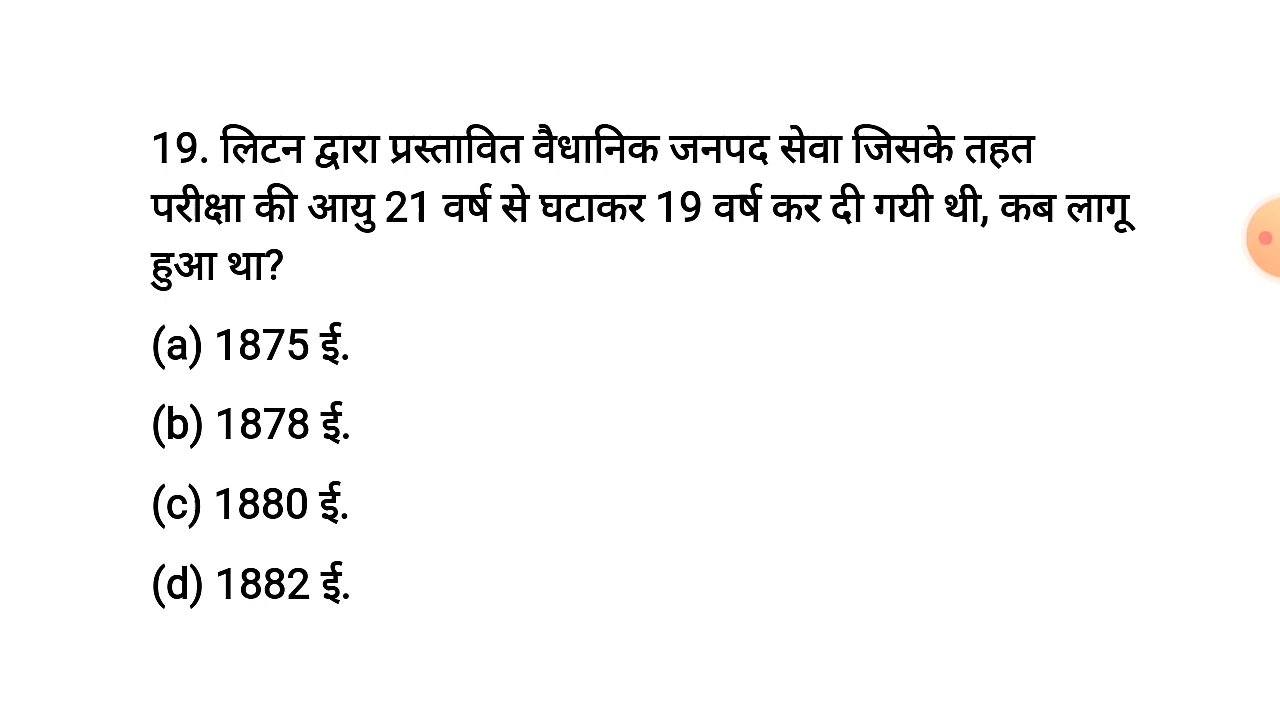 19. लिटन द्वारा प्रस्तावित वैधानिक जनपद सेवा जिसके तहत
परीक्षा की आयु 21 वर्ष से घटाकर 19 वर्ष कर दी गयी थी, कब लागू
हुआ था?
(a) 1875 ई.
(b) 1878 ई.
(c) 1880 ई.
(d) 1882 ई.